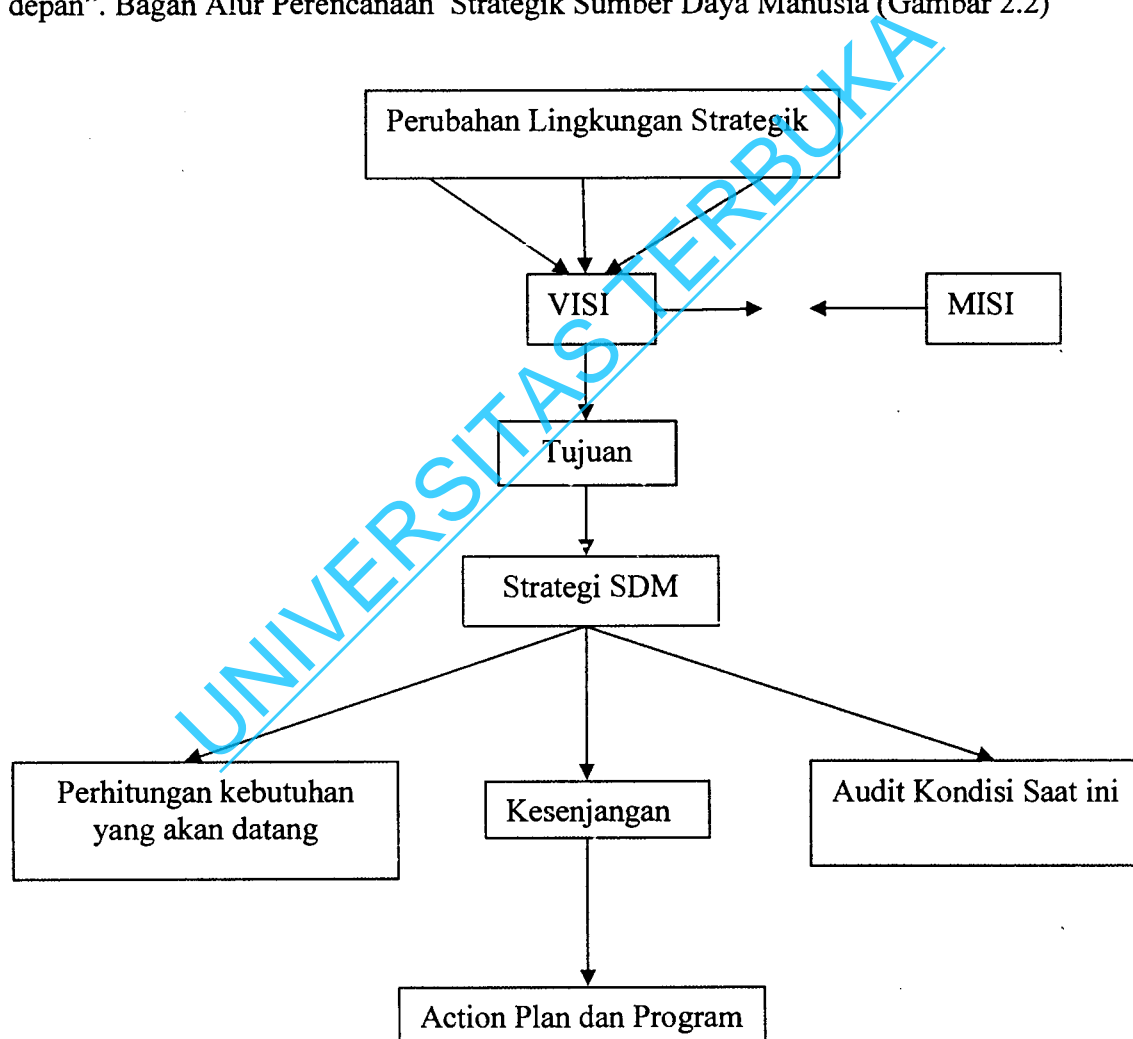 depan”. Bagan Alur Perencanaan Strategik Sumber Daya Manusia (Gambar 2.2)
Perubahan Lingkungan Strategik
VISI
MISI
Tujuan
Strategi SDM
Perhitungan kebutuhan
yang akan datang
Kesenjangan
Audit Kondisi Saat ini
Action Plan dan Program
UNIVERSITAS TERBUKA